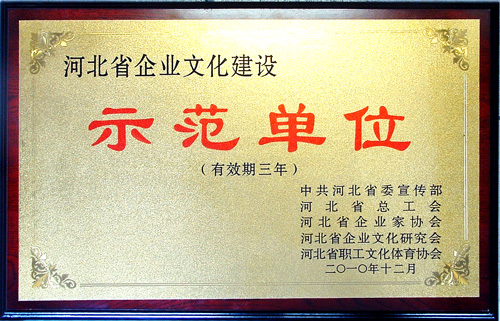 河北省企业文化建设
示范单位
(有效期三年)
中共河北省委宣传部
河北省总工会
河北省企业家协会
河北省企业文化研究会
河北省职工文化体育协会
二〇一〇年十二月